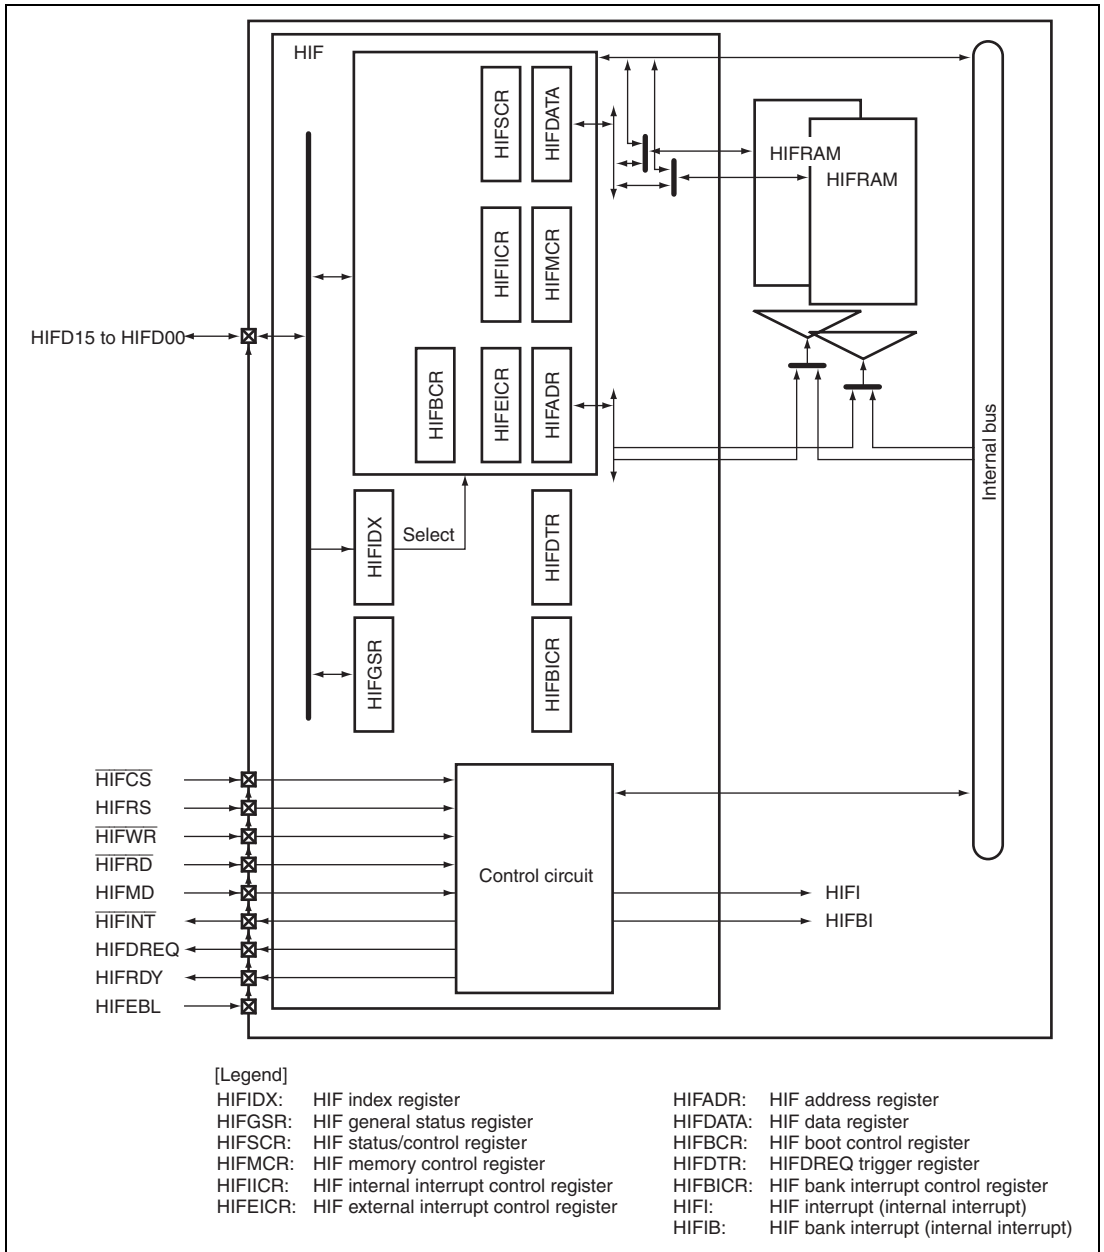 HIF
HIFSCR
HIFDATA
HIFRAM
HIFRAM
HIFIICR
HIFMCR
HIFD15 to HIFD00
HIFBCR
HIFEICR
HIFADR
Internal bus
HIFIDX
Select
HIFDTR
HIFGSR
HIFBICR
HIFCS
HIFRS
HIFWR
HIFRD
HIFMD
HIFINT
HIFDREQ
HIFRDY
HIFEBL
Control circuit
HIFI
HIFBI
[Legend]
HIFIDX: HIF index register
HIFGSR: HIF general status register
HIFSCR: HIF status/control register
HIFMCR: HIF memory control register
HIFIICR: HIF internal interrupt control register
HIFEICR: HIF external interrupt control register
HIFADR: HIF address register
HIFDATA: HIF data register
HIFBCR: HIF boot control register
HIFDTR: HIFDREQ trigger register
HIFBICR: HIF bank interrupt control register
HIFI: HIF interrupt (internal interrupt)
HIFIB: HIF bank interrupt (internal interrupt)